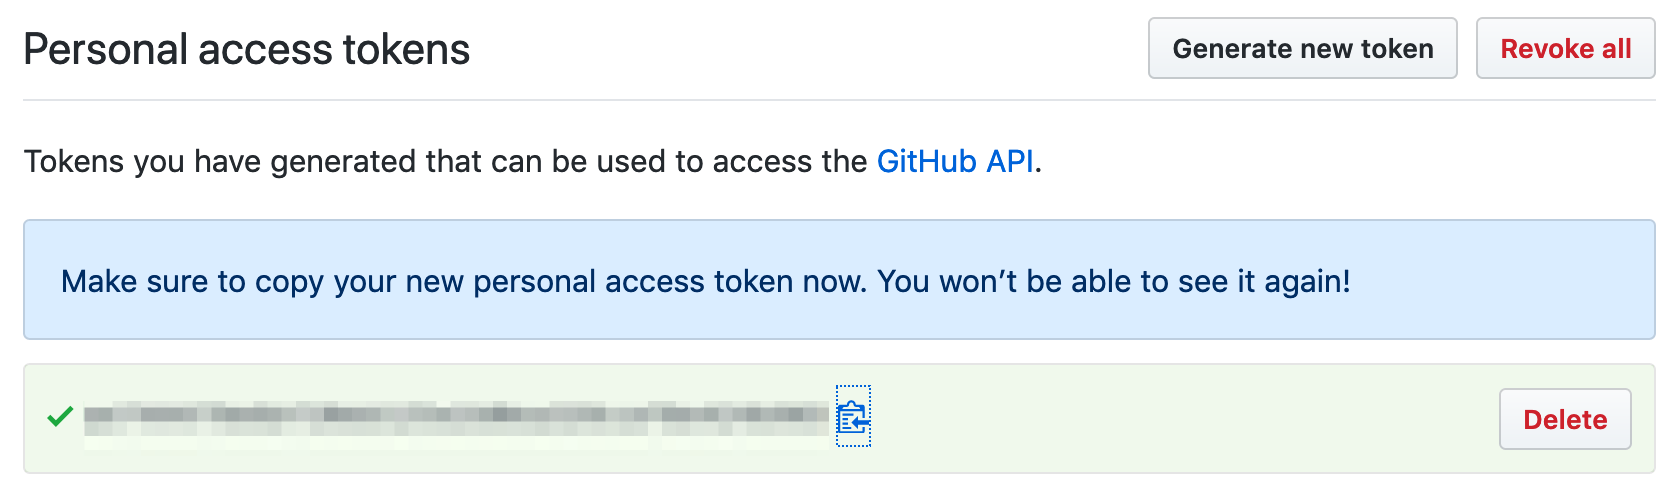 Personal access tokens
Generate new token
Revoke all
Tokens you have generated that can be used to access the GitHub API.
Make sure to copy your new personal access token now. You won’t be able to see it again!
Delete